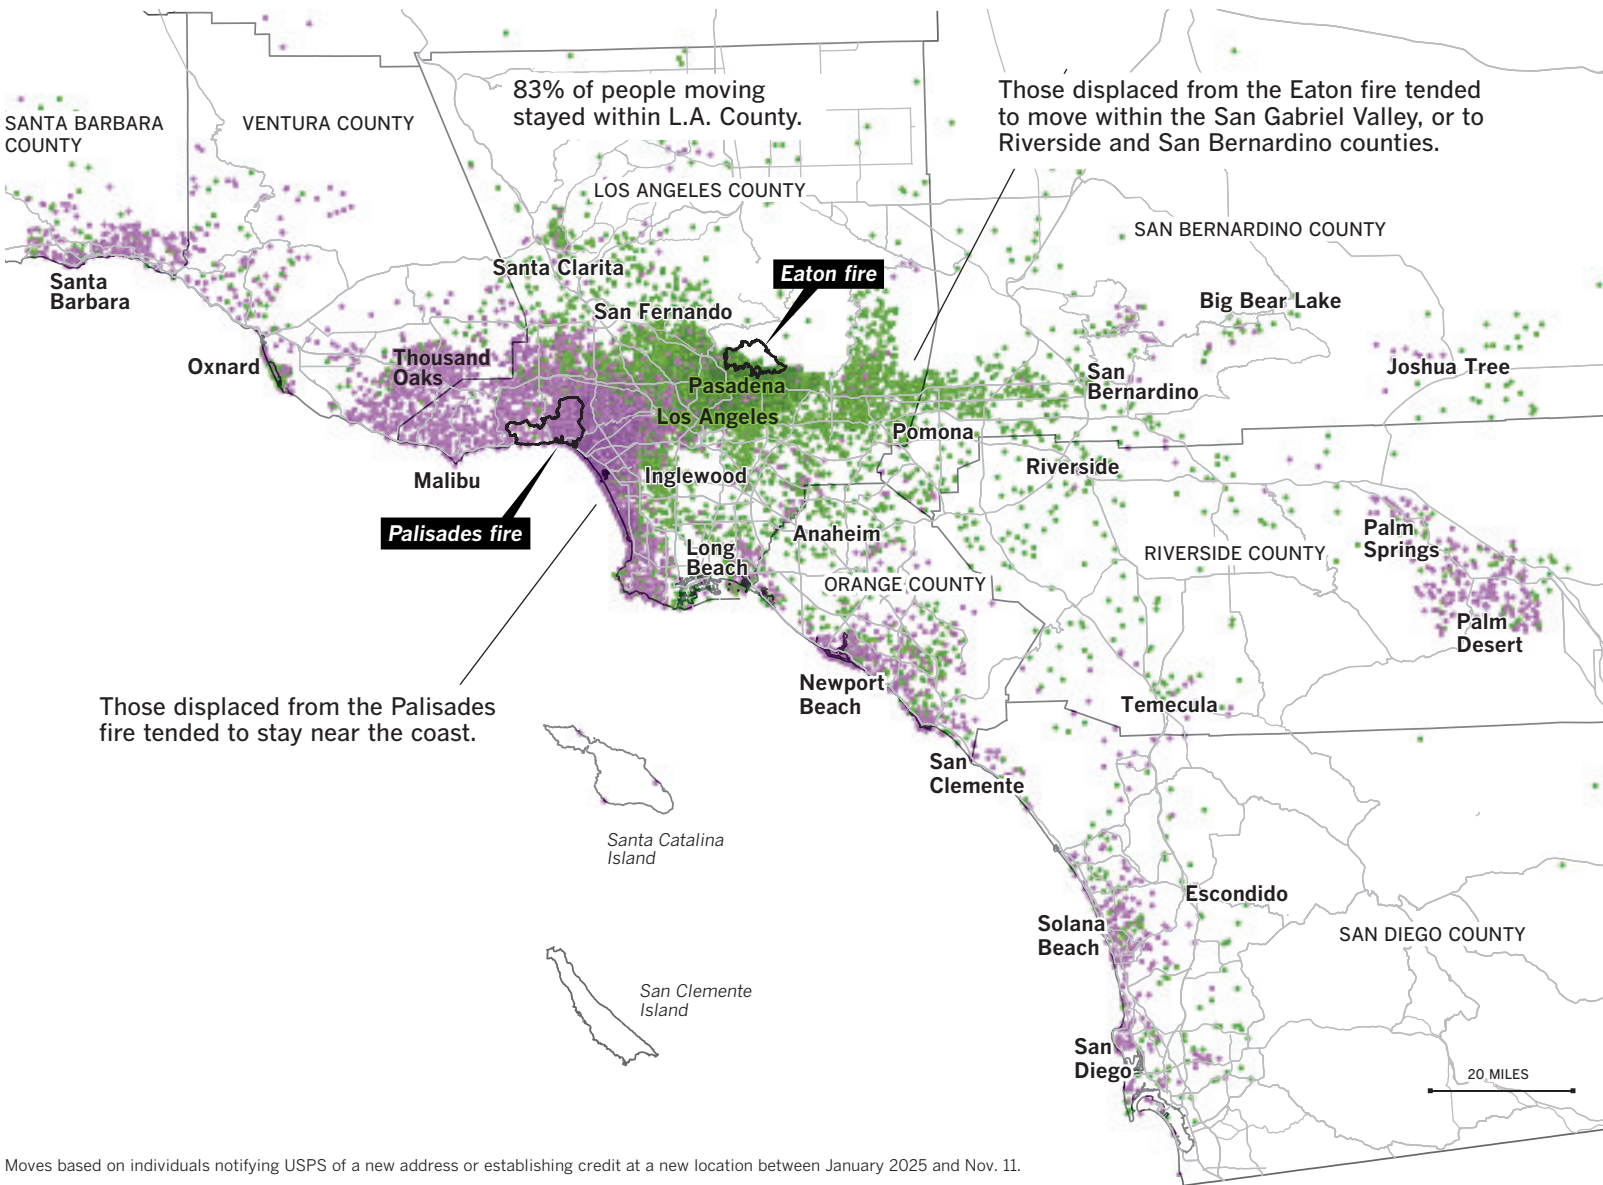 83% of people moving
stayed within L.A. County.
Those displaced from the Eaton fire tended
to move within the San Gabriel Valley, or to
Riverside and San Bernardino counties.
SANTA BARBARA
COUNTY
VENTURA COUNTY
LOS ANGELES COUNTY
SAN BERNARDINO COUNTY
Santa
Barbara
Santa Clarita
Eaton fire
San Fernando
Big Bear Lake
Oxnard
Thousand
Oaks
Pasadena
San
Bernardino
Joshua Tree
Los Angeles
Pomona
Malibu
Inglewood
Riverside
Palisades fire
Long
Beach
Anaheim
ORANGE COUNTY
RIVERSIDE COUNTY
Palm
Springs
Palm
Desert
Newport
Beach
Temecula
Those displaced from the Palisades
fire tended to stay near the coast.
San
Clemente
Santa Catalina
Island
Escondido
Solana
Beach
SAN DIEGO COUNTY
San Clemente
Island
San
Diego
20 MILES
Moves based on individuals notifying USPS of a new address or establishing credit at a new location between January 2025 and Nov. 11.